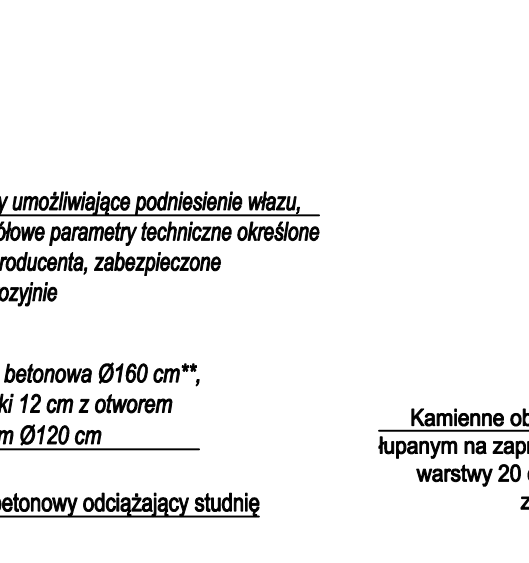 y umożliwiające podniesienie włazu,
ółowe parametry techniczne określone
roducenta, zabezpieczone
ozyjnie
betonowa Ø160 cm**,
ki 12 cm z otworem
m Ø120 cm
betonowy odciążający studnię
Kamienne ob
łupanym na zapr
warstwy 20
z